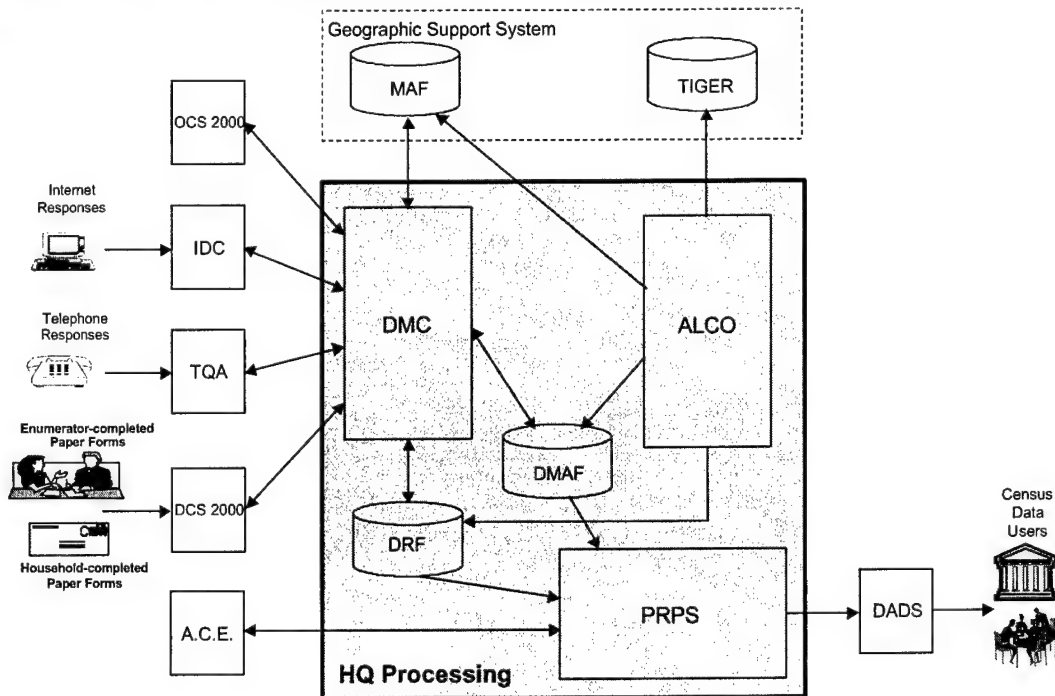 Geographic Support System
MAF
TIGER
OCS 2000
Internet
Responses
IDC
DMC
ALCO
Telephone
Responses
TQA
Enumerator-completed
Paper Forms
DMAF
DCS 2000
Household-completed
Paper Forms
DRF
Census
Data
Users
A.C.E.
PRPS
DADS
HQ Processing